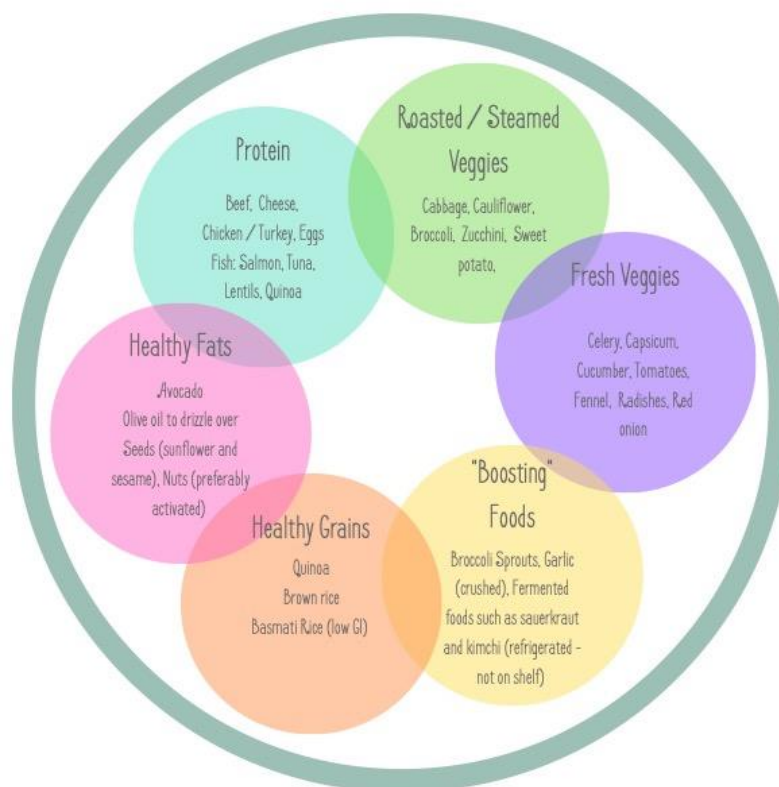 Protein
Beef, Cheese,
Chicken / Turkey, Eggs
Fish: Salmon, Tuna,
Lentils, Quinoa
Roasted / Steamed
Veggies
Cabbage, Cauliflower,
Broccoli, Zucchini, Sweet
potato,
Fresh Veggies
Celery, Capsicum,
Cucumber, Tomatoes,
Fennel, Radishes, Red
onion
Healthy Fats
Avocado
Olive oil to drizzle over
Seeds (sunflower and
sesame), Nuts (preferably
activated)
Healthy Grains
Quinoa
Brown rice
Basmati Rice (low GI)
"Boosting"
Foods
Broccoli Sprouts, Garlic
(crushed), Fermented
foods such as sauerkraut
and kimchi (refrigerated -
not on shelf)